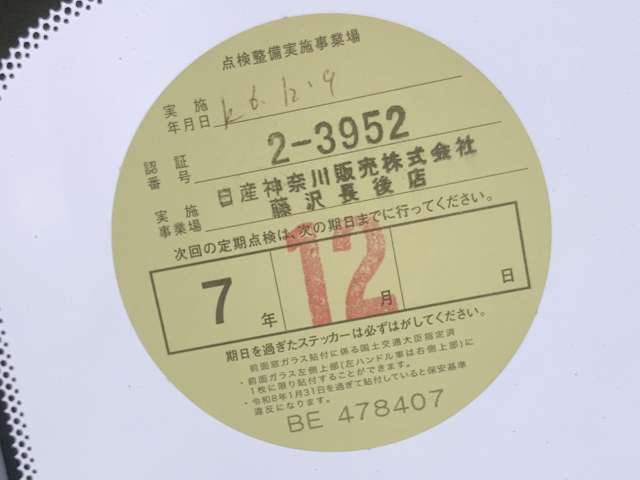 点検整備実施事業場
実施年月日 R6.12.9
認証番号 2-3952
実施事業場 日産神奈川販売株式会社
藤沢長後店
次回の定期点検は、次の期日までに行ってください。
7年 12月 日
期日を過ぎたステッカーは必ずはがしてください。
前面窓ガラス貼付に係る国土交通大臣指定済
・前面ガラス左側上部(左ハンドル車は右側上部)に
1枚に限り貼付することができます。
・令和8年1月31日を過ぎて貼付していると保安基準
違反になります。
BE 478407